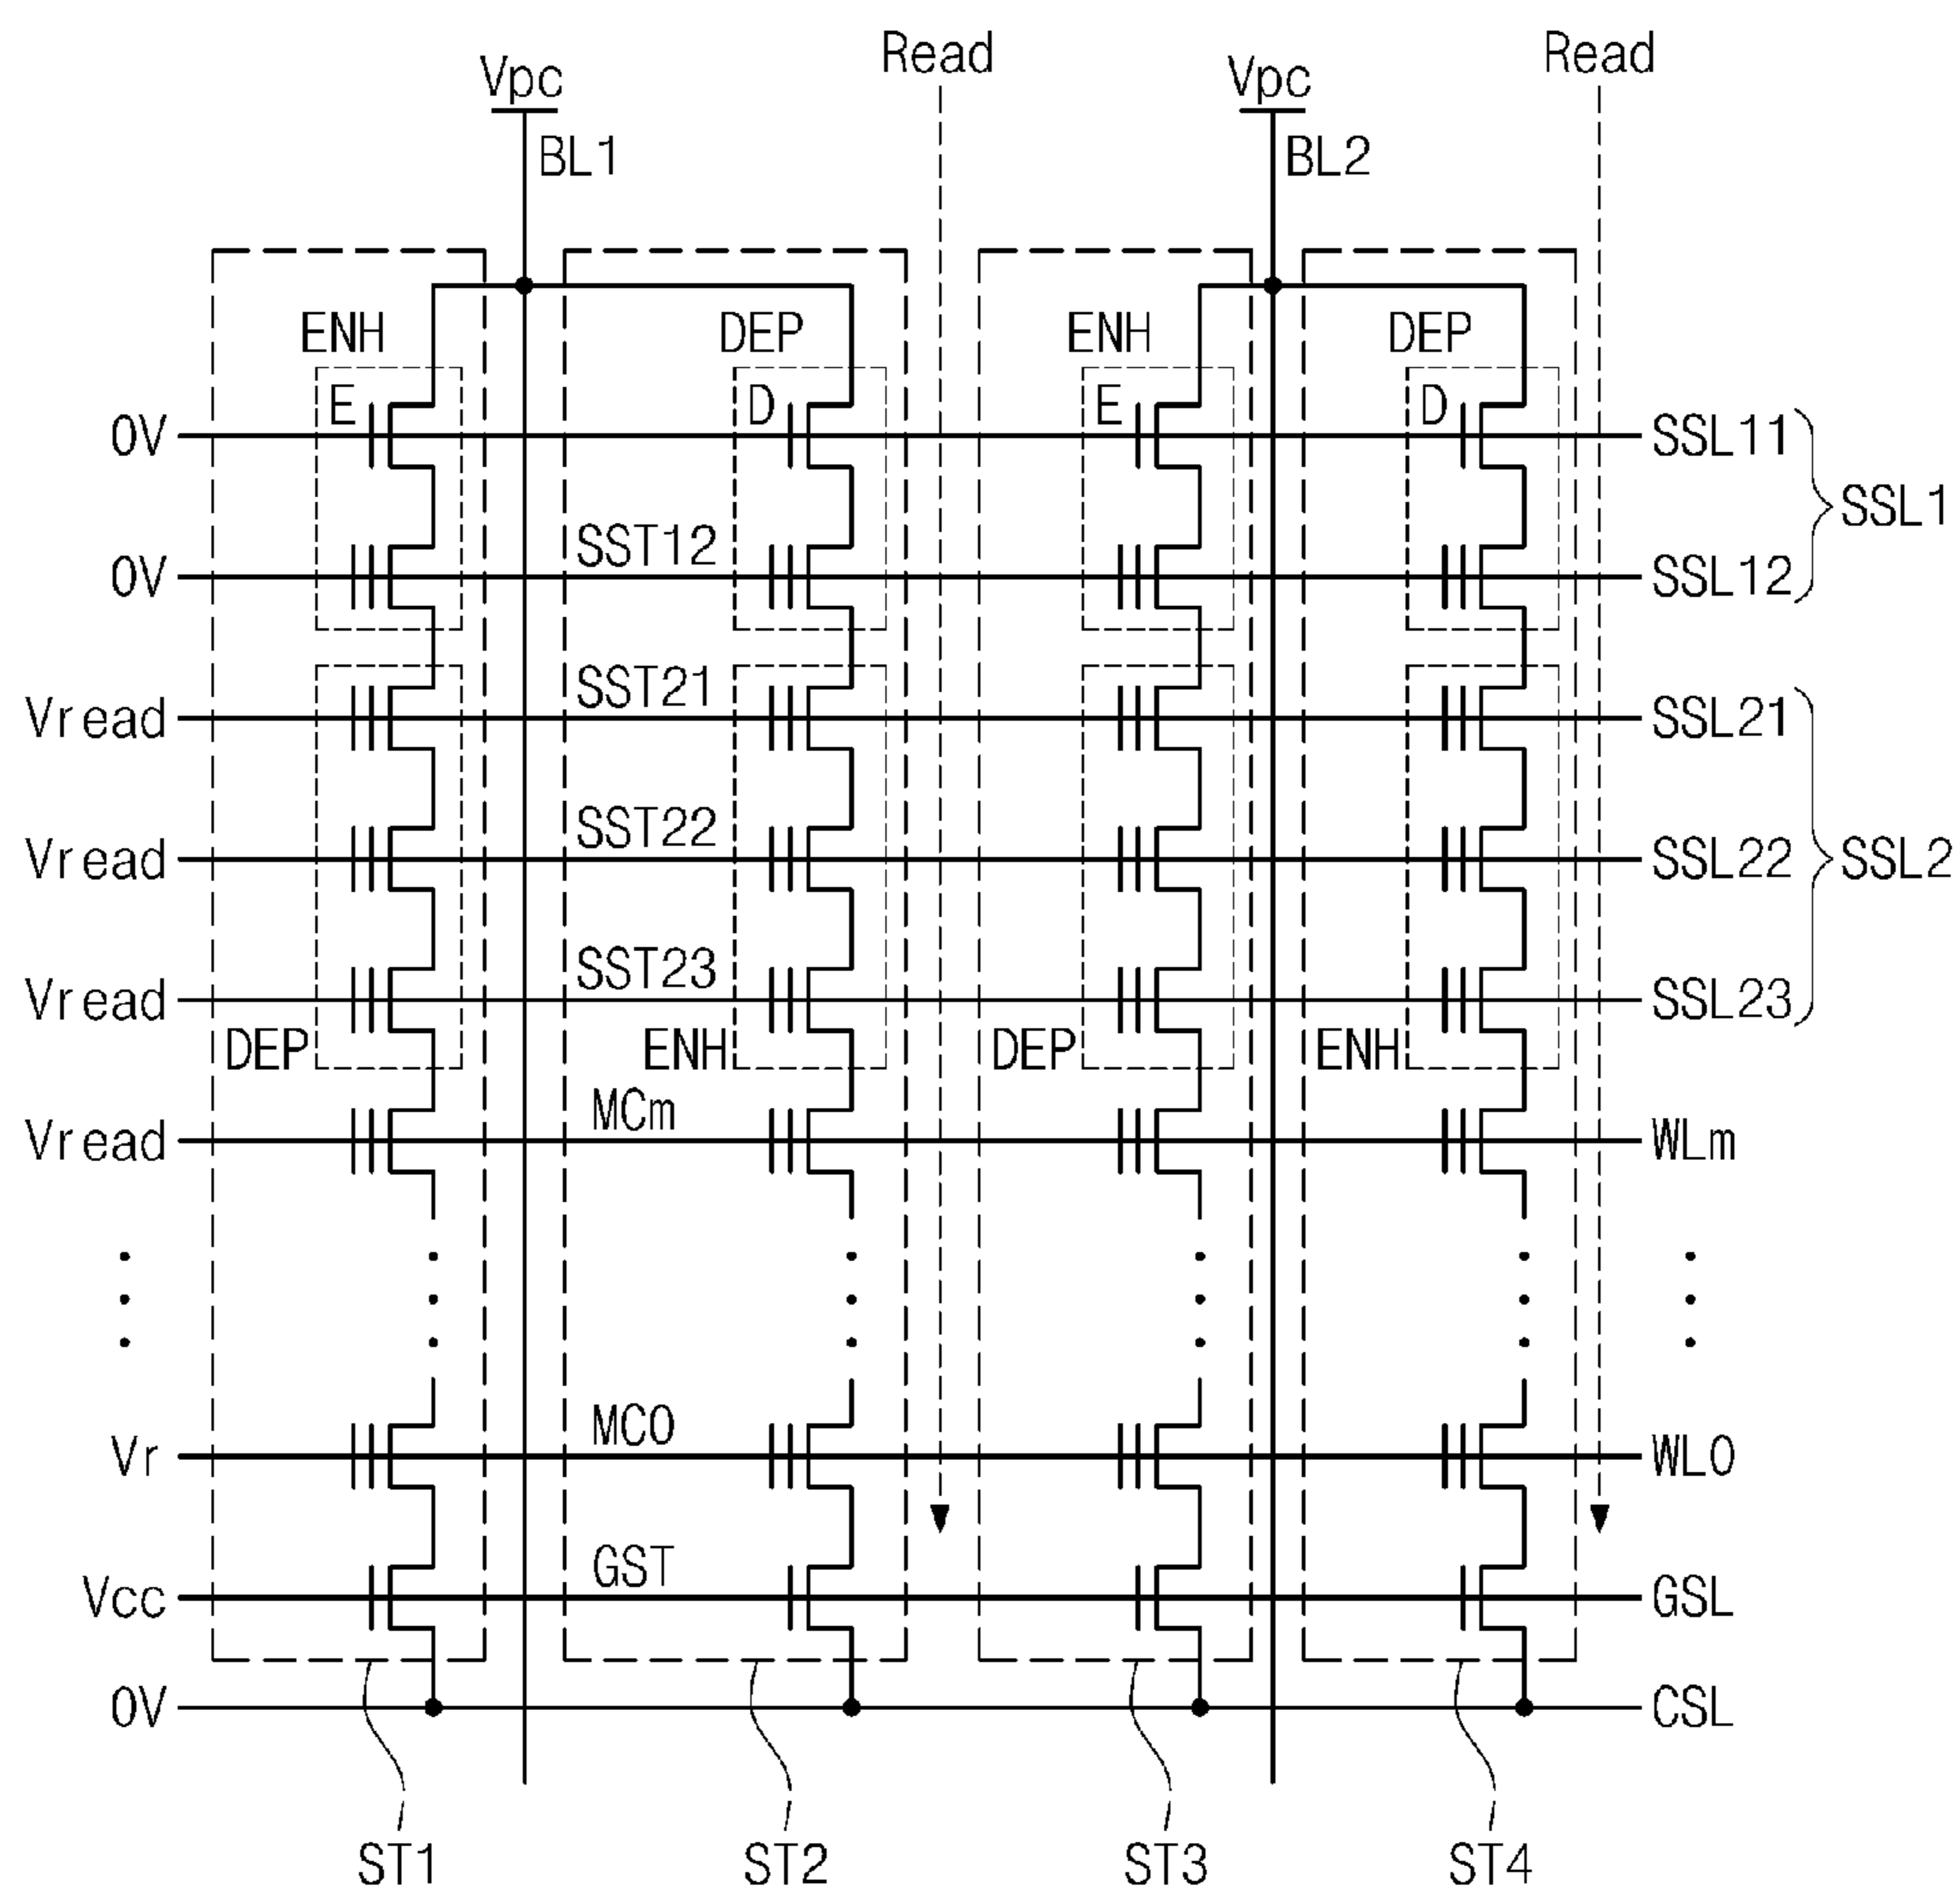 Read Read
Vpc Vpc
BL1 BL2
ENH DEP ENH DEP
E D E D
0V SSL11
SSL1
0V SST12 SSL12
SST21
Vread SSL21
SST22
Vread SSL22 SSL2
SST23
Vread SSL23
DEP ENH DEP ENH
MCm
Vread WLm
MC0
Vr WL0
GST
Vcc GSL
0V CSL
ST1 ST2 ST3 ST4